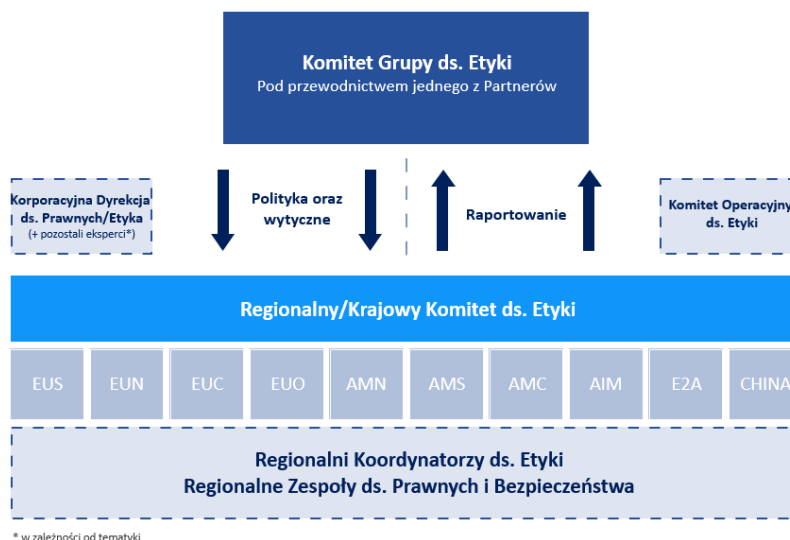 Komitet Grupy ds. Etyki
Pod przewodnictwem jednego z Partnerów
Korporacyjna Dyrekcja
ds. Prawnych/Etyka
(+ pozostali eksperci*)
Polityka oraz
wytyczne
Raportowanie
Komitet Operacyjny
ds. Etyki
Regionalny/Krajowy Komitet ds. Etyki
EUS EUN EUC EUO AMN AMS AMC AIM E2A CHINA
Regionalni Koordynatorzy ds. Etyki
Regionalne Zespoły ds. Prawnych i Bezpieczeństwa
* w zależności od tematyki